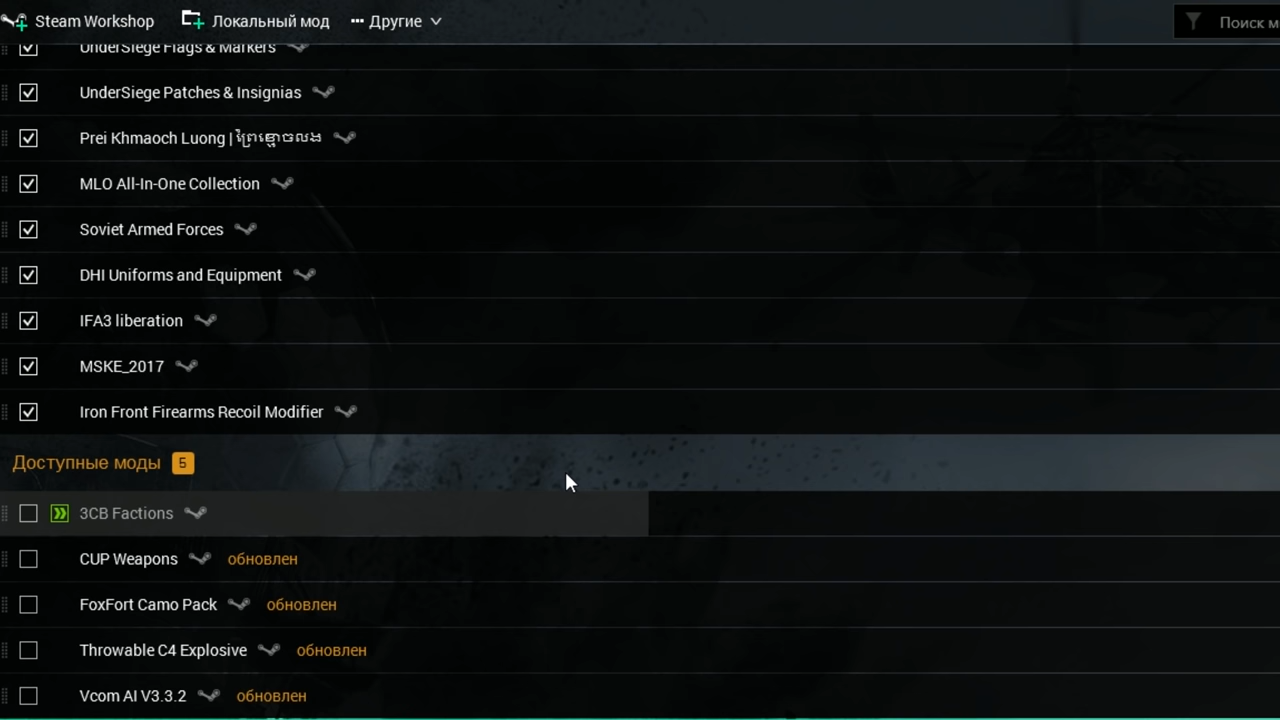 Steam Workshop Локальный мод ··· Другие Поиск м
UnderSiege Flags & Markers
UnderSiege Patches & Insignias
Prei Khmaoch Luong | ព្រៃខ្មោចលង
MLO All-In-One Collection
Soviet Armed Forces
DHI Uniforms and Equipment
IFA3 liberation
MSKE_2017
Iron Front Firearms Recoil Modifier
Доступные моды 5
3CB Factions
CUP Weapons обновлен
FoxFort Camo Pack обновлен
Throwable C4 Explosive обновлен
Vcom AI V3.3.2 обновлен